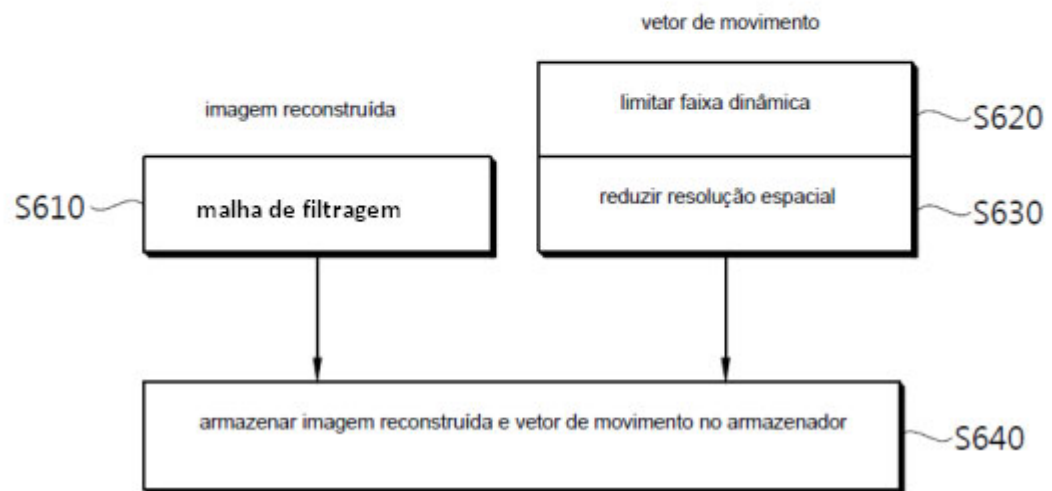 vetor de movimento
limitar faixa dinâmica
S620
imagem reconstruída
S610
malha de filtragem
reduzir resolução espacial
S630
armazenar imagem reconstruída e vetor de movimento no armazenador
S640